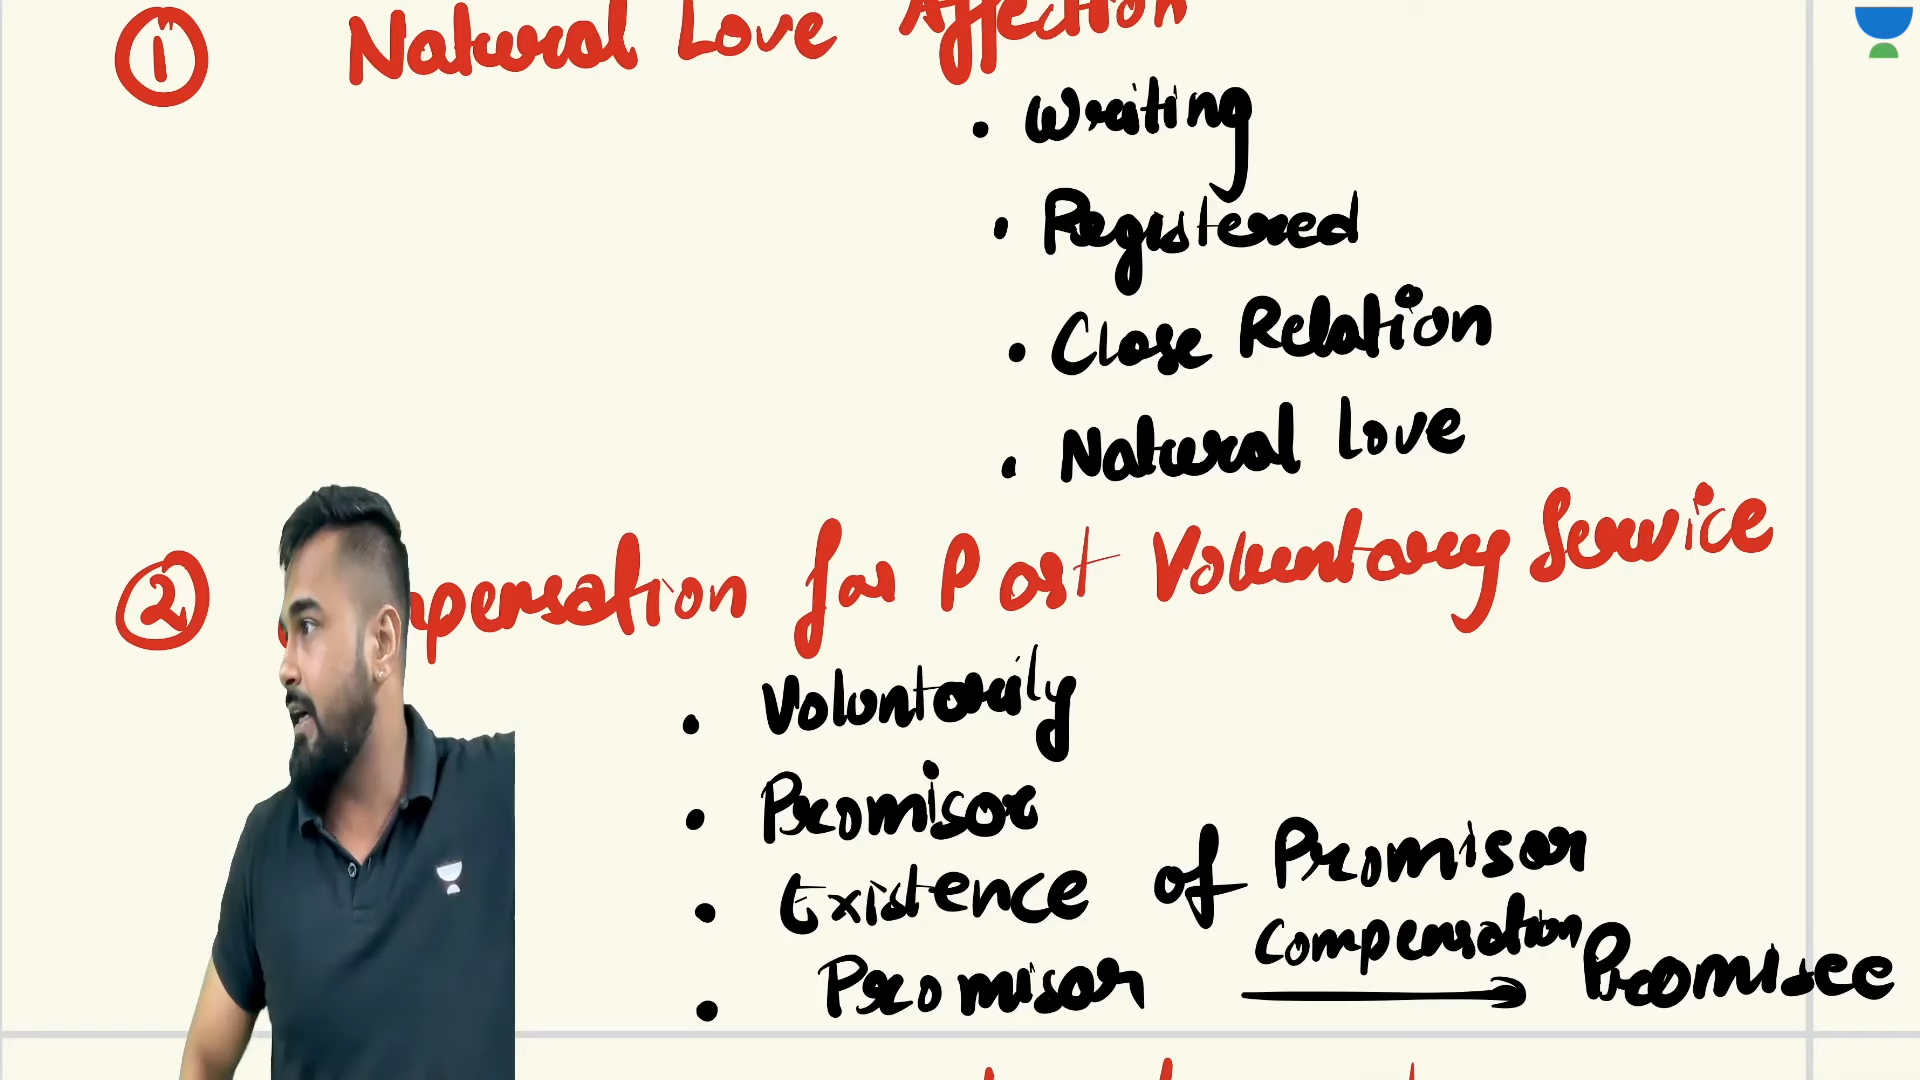 ① Natural Love Affection
• Writing
• Registered
• Close Relation
• Natural Love
② pensation for Past Voluntary Service
• Voluntarily
• Promisor
• Existence of Promisor
• Promisor Compensation → Promisee